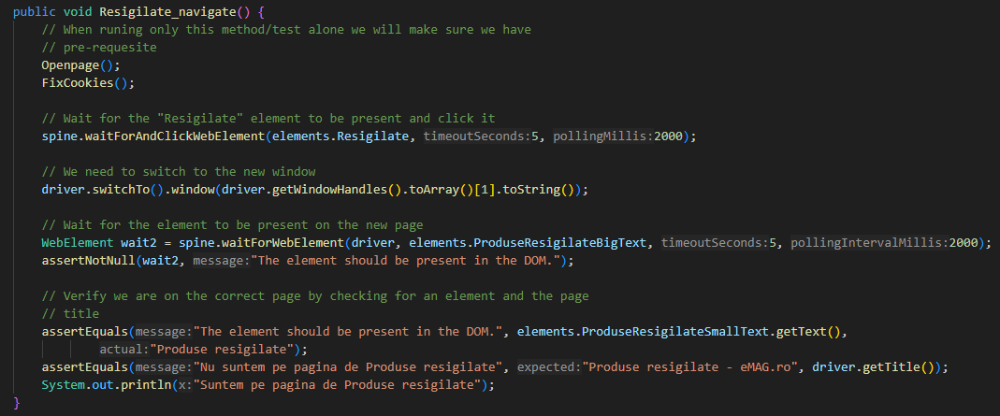 public void Resigilate_navigate() {
// When runing only this method/test alone we will make sure we have
// pre-requesite
Openpage();
FixCookies();
// Wait for the "Resigilate" element to be present and click it
spine.waitForAndClickWebElement(elements.Resigilate, timeoutSeconds:5, pollingMillis:2000);
// We need to switch to the new window
driver.switchTo().window(driver.getWindowHandles().toArray()[1].toString());
// Wait for the element to be present on the new page
WebElement wait2 = spine.waitForWebElement(driver, elements.ProduseResigilateBigText, timeoutSeconds:5, pollingIntervalMillis:2000);
assertNotNull(wait2, message:"The element should be present in the DOM.");
// Verify we are on the correct page by checking for an element and the page
// title
assertEquals(message:"The element should be present in the DOM.", elements.ProduseResigilateSmallText.getText(),
actual:"Produse resigilate");
assertEquals(message:"Nu suntem pe pagina de Produse resigilate", expected:"Produse resigilate - eMAG.ro", driver.getTitle());
System.out.println(x:"Suntem pe pagina de Produse resigilate");
}